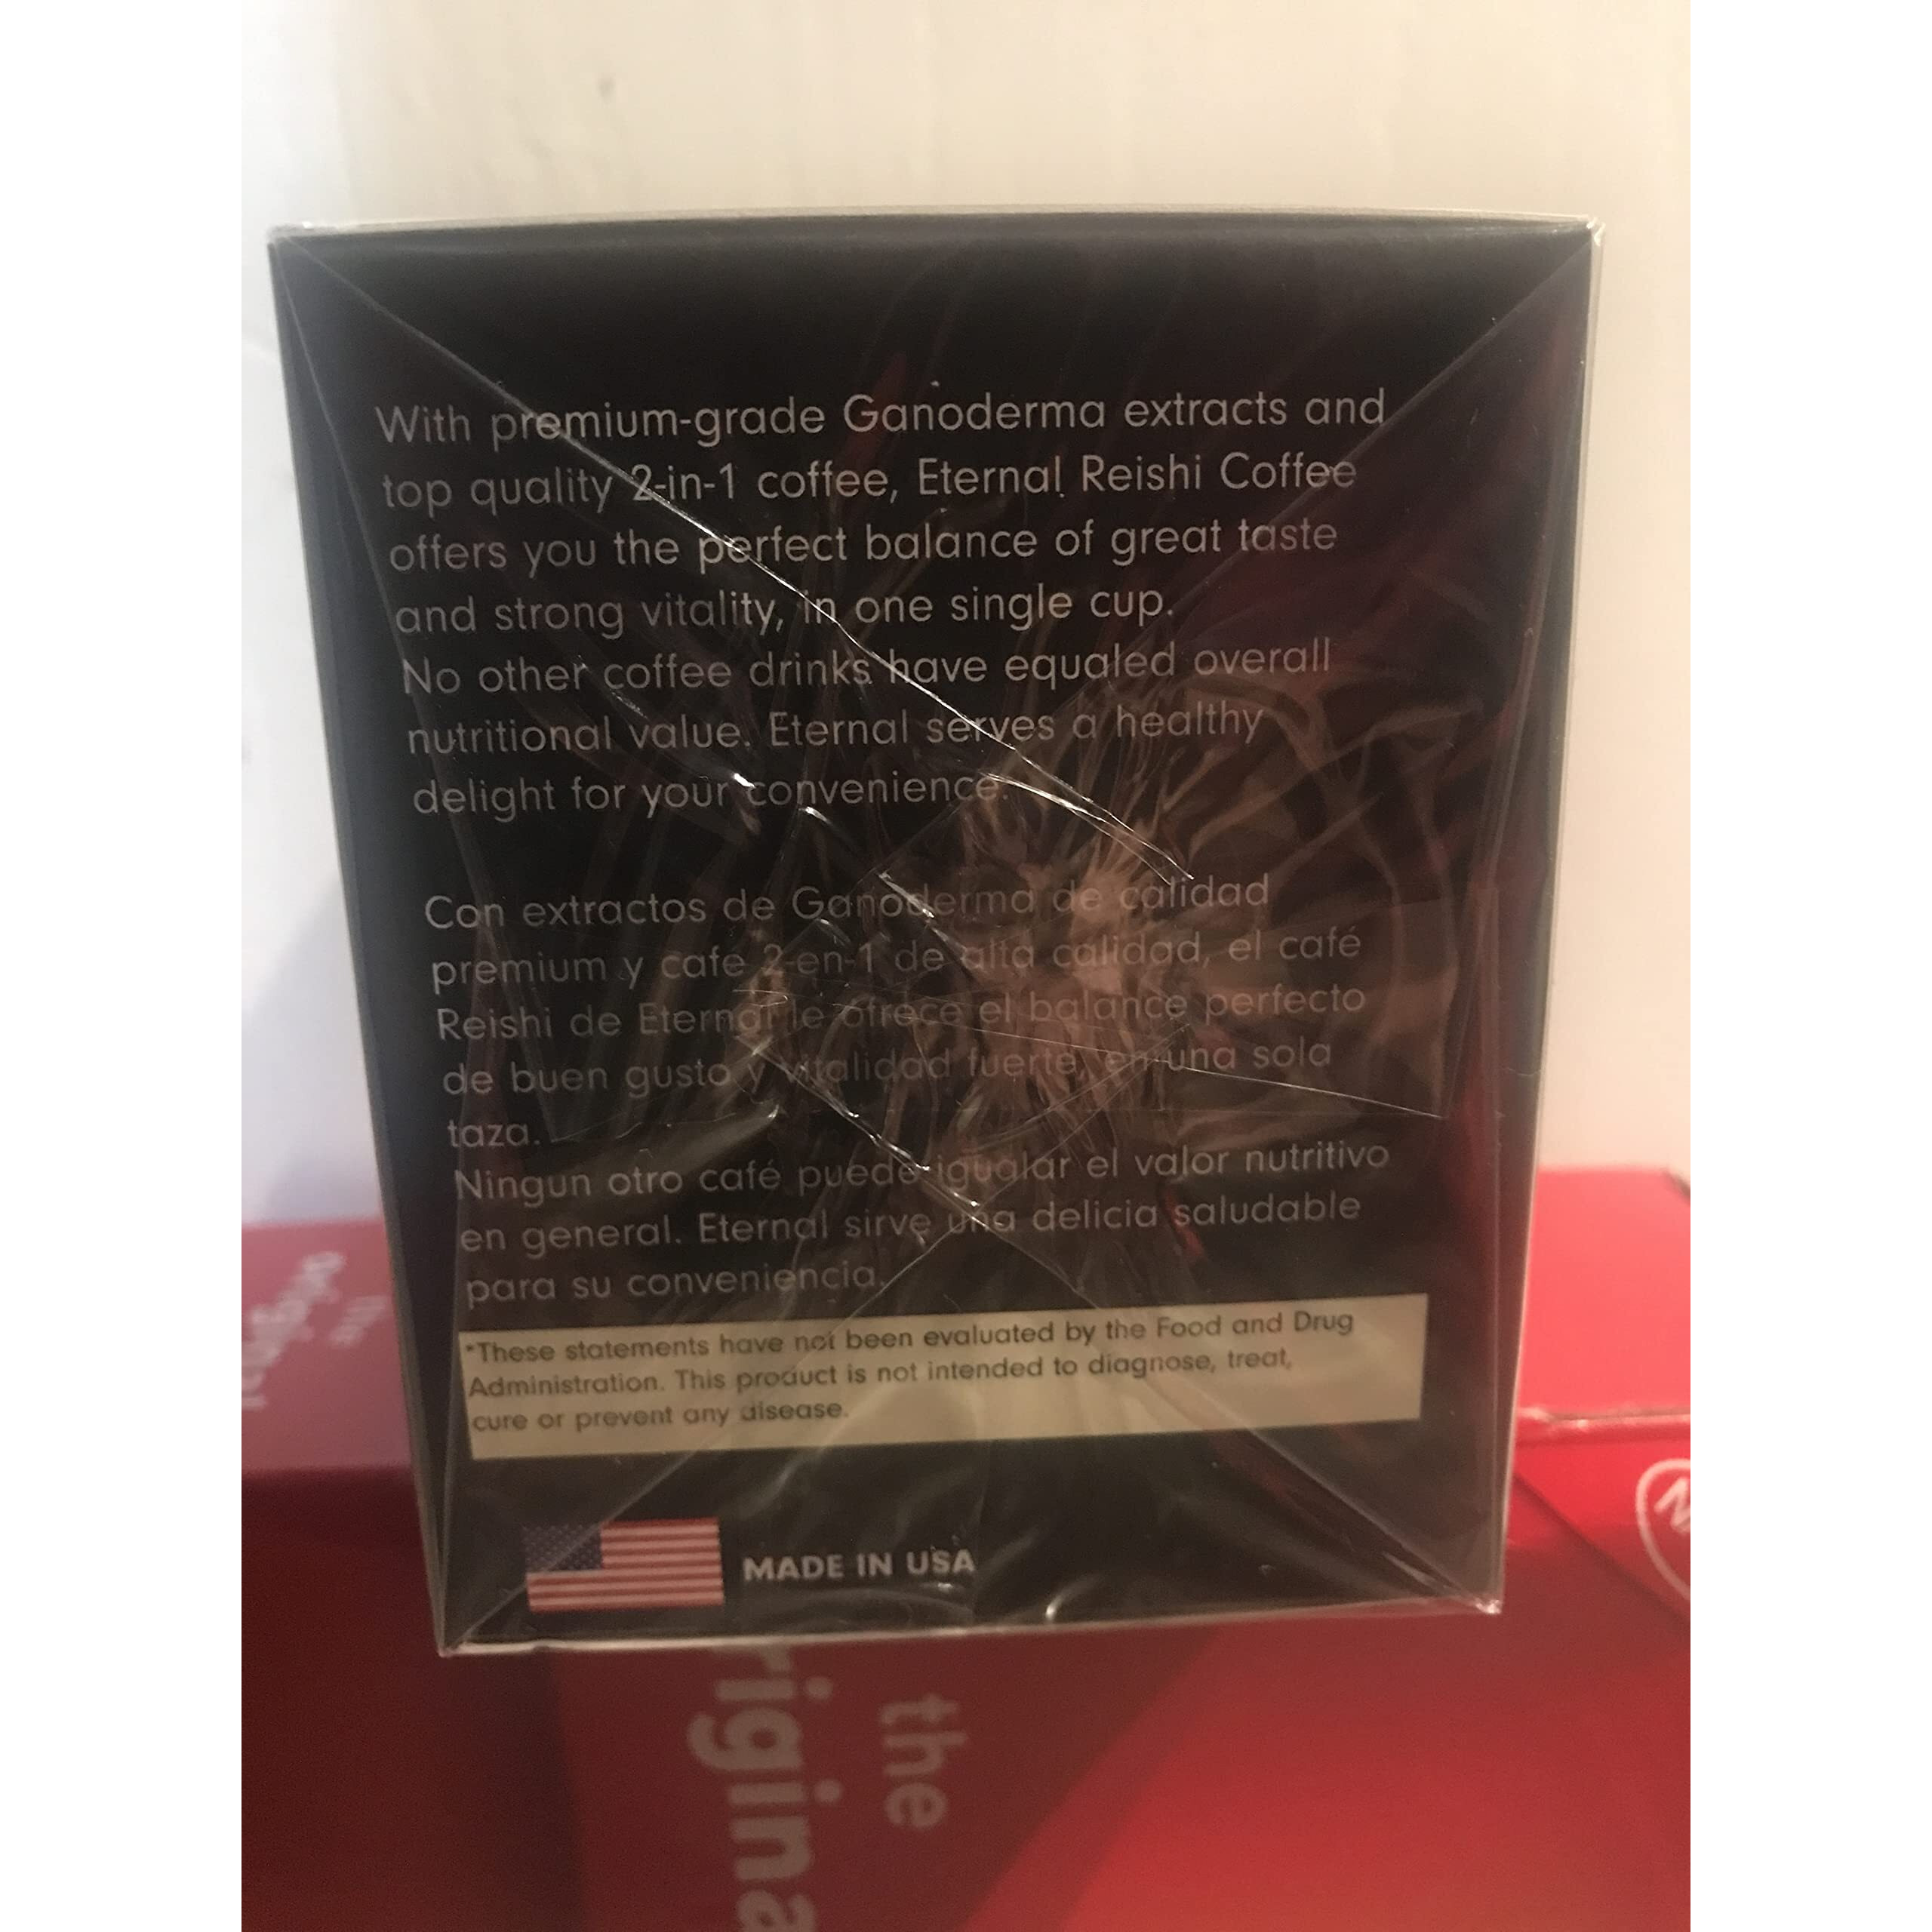 With premium-grade Ganoderma extracts and
top quality 2-in-1 coffee, Eternal Reishi Coffee
offers you the perfect balance of great taste
and strong vitality, in one single cup.
No other coffee drinks have equaled overall
nutritional value. Eternal serves a healthy
delight for your convenience.
Con extractos de Ganoderma de calidad
premium y cafe 2-en-1 de alta calidad, el café
Reishi de Eternal le ofrece el balance perfecto
de buen gusto y vitalidad fuerte, en una sola
taza.
Ningun otro café puede igualar el valor nutritivo
en general. Eternal sirve una delicia saludable
para su conveniencia.
*These statements have not been evaluated by the Food and Drug
Administration. This product is not intended to diagnose, treat,
cure or prevent any disease.
MADE IN USA
the
the